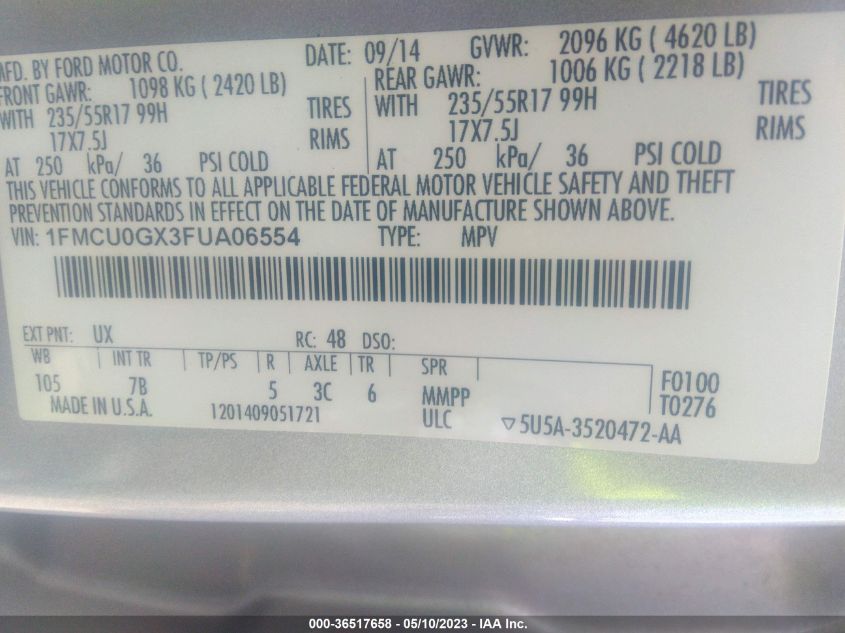 MFD. BY FORD MOTOR CO. DATE: 09/14 GVWR: 2096 KG ( 4620 LB)
FRONT GAWR: 1098 KG ( 2420 LB) REAR GAWR: 1006 KG ( 2218 LB)
WITH 235/55R17 99H TIRES WITH 235/55R17 99H TIRES
17X7.5J RIMS 17X7.5J RIMS
AT 250 kPa/ 36 PSI COLD AT 250 kPa/ 36 PSI COLD
THIS VEHICLE CONFORMS TO ALL APPLICABLE FEDERAL MOTOR VEHICLE SAFETY AND THEFT
PREVENTION STANDARDS IN EFFECT ON THE DATE OF MANUFACTURE SHOWN ABOVE.
VIN: 1FMCU0GX3FUA06554 TYPE: MPV
EXT PNT: UX RC: 48 DSO:
WB INT TR TP/PS R AXLE TR SPR
105 7B 5 3C 6 MMPP F0100
MADE IN U.S.A. 1201409051721 ULC ▽5U5A-3520472-AA T0276
000-36517658 - 05/10/2023 - IAA Inc.